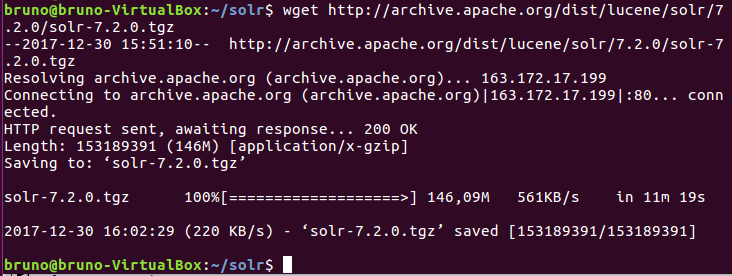 bruno@bruno-VirtualBox:~/solr$ wget http://archive.apache.org/dist/lucene/solr/7
.2.0/solr-7.2.0.tgz
--2017-12-30 15:51:10--  http://archive.apache.org/dist/lucene/solr/7.2.0/solr-7
.2.0.tgz
Resolving archive.apache.org (archive.apache.org)... 163.172.17.199
Connecting to archive.apache.org (archive.apache.org)|163.172.17.199|:80... conn
ected.
HTTP request sent, awaiting response... 200 OK
Length: 153189391 (146M) [application/x-gzip]
Saving to: ‘solr-7.2.0.tgz’
solr-7.2.0.tgz      100%[===================>] 146,09M   561KB/s    in 11m 19s
2017-12-30 16:02:29 (220 KB/s) - ‘solr-7.2.0.tgz’ saved [153189391/153189391]
bruno@bruno-VirtualBox:~/solr$